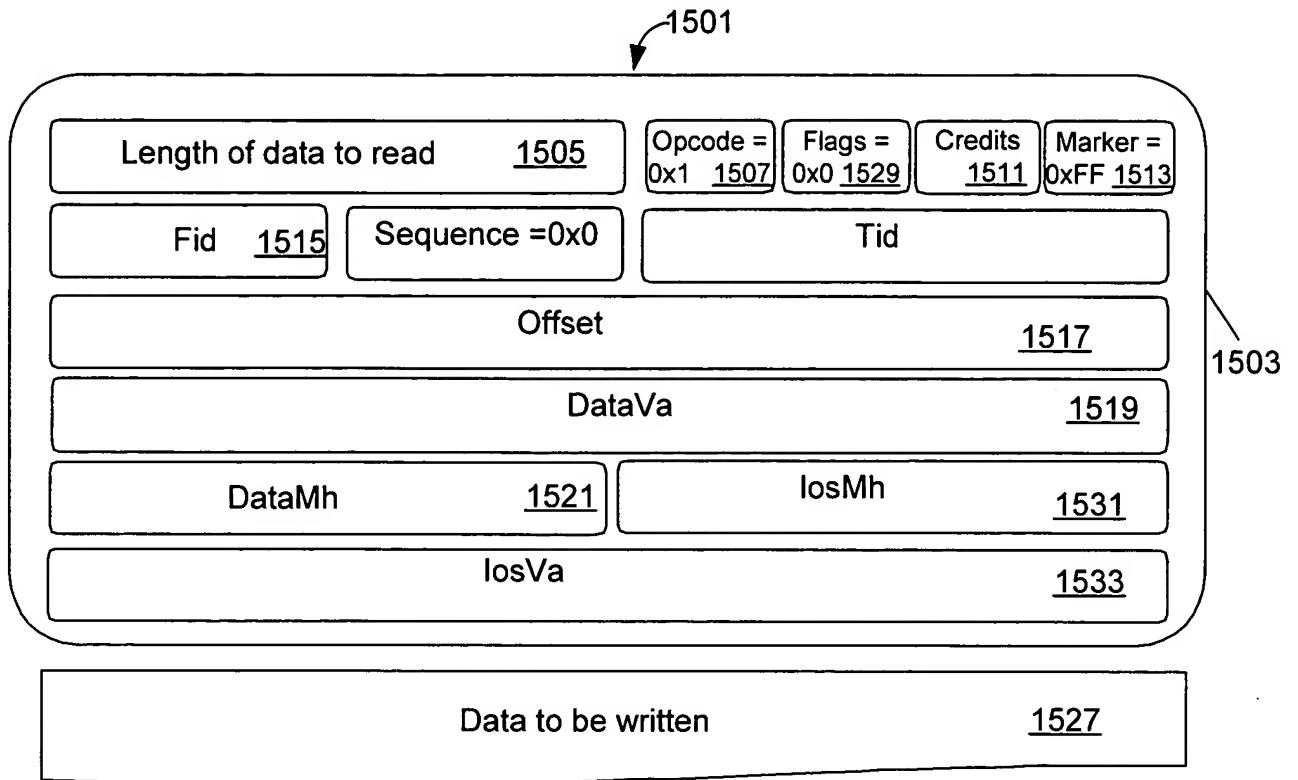 1501
Length of data to read 1505
Opcode =
0x1 1507
Flags =
0x0 1529
Credits
1511
Marker =
0xFF 1513
Fid 1515
Sequence =0x0
Tid
Offset 1517
1503
DataVa 1519
DataMh 1521
IosMh 1531
IosVa 1533
Data to be written 1527